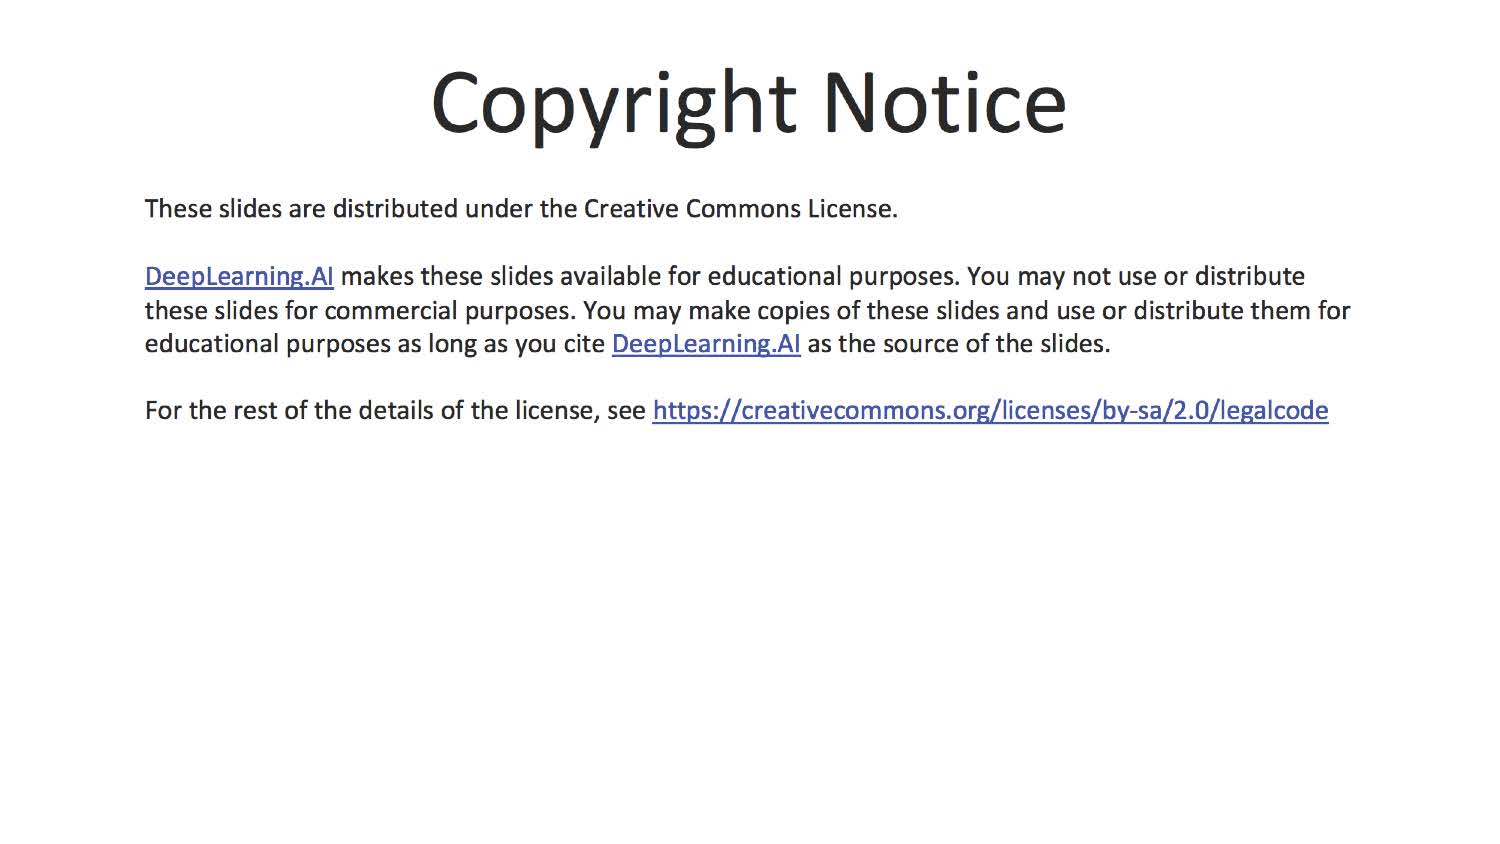 Copyright Notice
These slides are distributed under the Creative Commons License.
DeepLearning.AI makes these slides available for educational purposes. You may not use or distribute
these slides for commercial purposes. You may make copies of these slides and use or distribute them for
educational purposes as long as you cite DeepLearning.AI as the source of the slides.
For the rest of the details of the license, see https://creativecommons.org/licenses/by-sa/2.0/legalcode